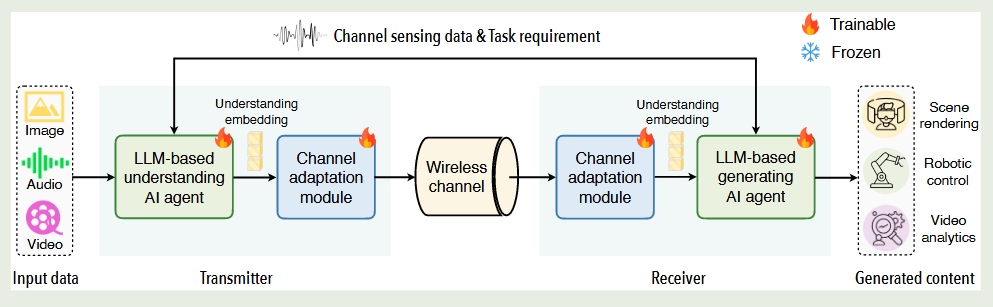 Channel sensing data & Task requirement
Trainable
Frozen
Image
Audio
Video
Input data
Understanding
embedding
LLM-based
understanding
AI agent
Channel
adaptation
module
Transmitter
Wireless
channel
Understanding
embedding
Channel
adaptation
module
LLM-based
generating
AI agent
Receiver
Scene
rendering
Robotic
control
Video
analytics
Generated content